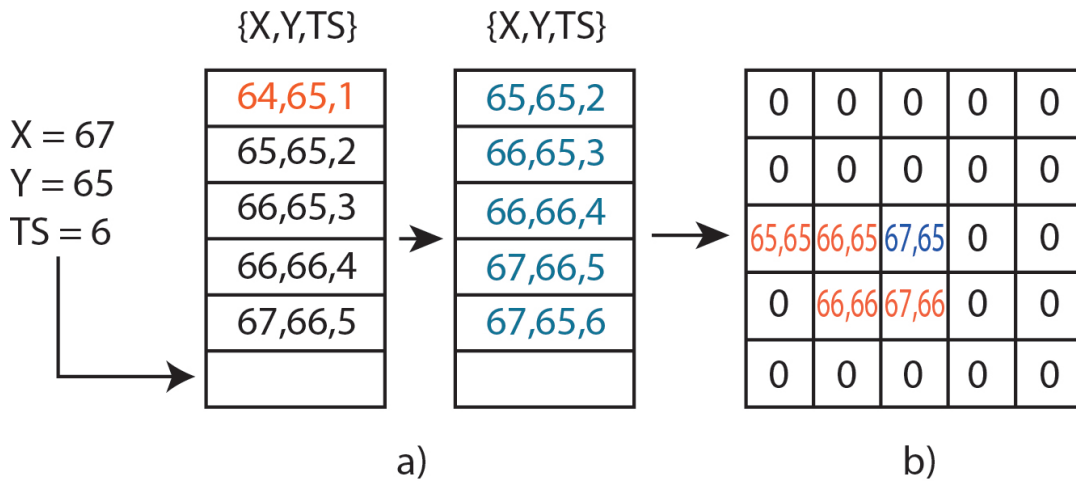 {X,Y,TS}
{X,Y,TS}
X = 67
Y = 65
TS = 6
64,65,1
65,65,2
66,65,3
66,66,4
67,66,5
65,65,2
66,65,3
66,66,4
67,66,5
67,65,6
0 0 0 0 0
0 0 0 0 0
65,65 66,65 67,65 0 0
0 66,66 67,66 0 0
0 0 0 0 0
a)
b)